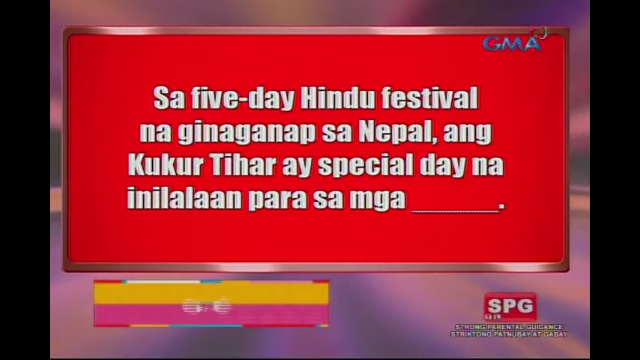 GMA
Sa five-day Hindu festival
na ginaganap sa Nepal, ang
Kukur Tihar ay special day na
inilalaan para sa mga ______.
SPG
STRONG PARENTAL GUIDANCE
STRIKTONG PATNUBAY AT GABAY